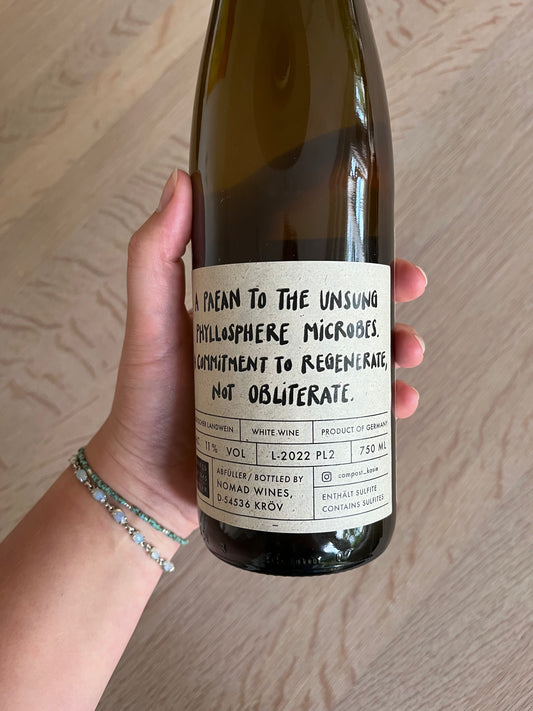 A PAEAN TO THE UNSUNG
PHYLLOSPHERE MICROBES.
COMMITMENT TO REGENERATE,
NOT OBLITERATE.
LANDWEIN
WHITE WINE
PRODUCT OF GERMANY
11% VOL
L-2022 PL2
750 ML
ABFÜLLER / BOTTLED BY
NOMAD WINES,
D-54536 KRÖV
compost_kasia
ENTHÄLT SULFITE
CONTAINS SULFITES